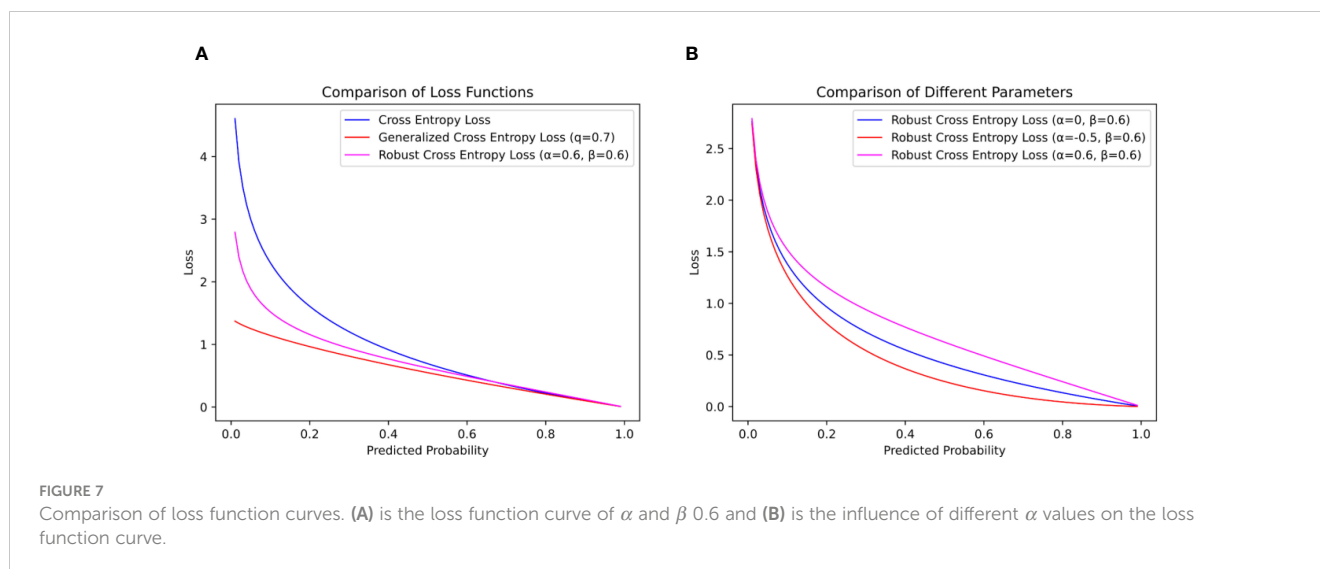 A
Comparison of Loss Functions
Cross Entropy Loss
Generalized Cross Entropy Loss (q=0.7)
Robust Cross Entropy Loss (α=0.6, β=0.6)
4
3
2
1
0
Loss
0.0 0.2 0.4 0.6 0.8 1.0
Predicted Probability
B
Comparison of Different Parameters
Robust Cross Entropy Loss (α=0, β=0.6)
Robust Cross Entropy Loss (α=-0.5, β=0.6)
Robust Cross Entropy Loss (α=0.6, β=0.6)
2.5
2.0
1.5
1.0
0.5
0.0
Loss
0.0 0.2 0.4 0.6 0.8 1.0
Predicted Probability
FIGURE 7
Comparison of loss function curves. (A) is the loss function curve of α and β 0.6 and (B) is the influence of different α values on the loss
function curve.